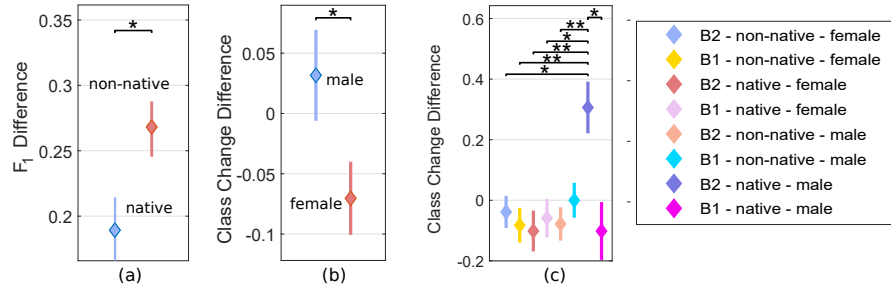 F1 Difference
0.35
0.3
0.25
0.2
*
non-native
native
(a)
Class Change Difference
0.05
0
-0.05
-0.1
*
male
female
(b)
Class Change Difference
0.6
0.4
0.2
0
-0.2
*
**
*
**
**
*
(c)
B2 - non-native - female
B1 - non-native - female
B2 - native - female
B1 - native - female
B2 - non-native - male
B1 - non-native - male
B2 - native - male
B1 - native - male